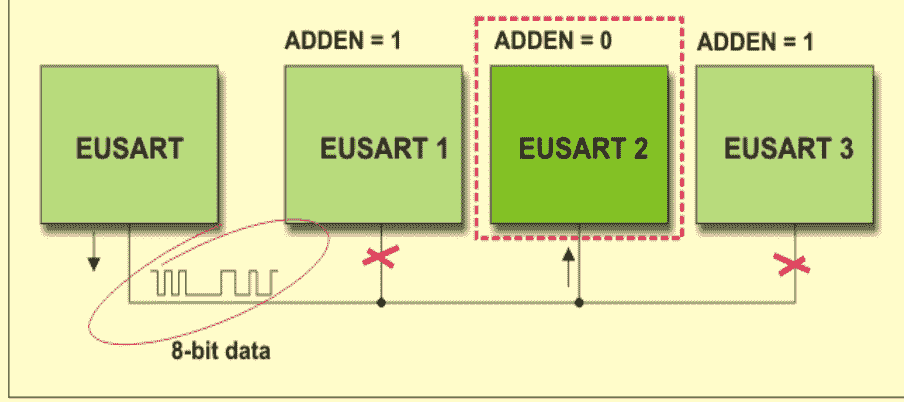 ADDEN = 1
ADDEN = 0
ADDEN = 1
EUSART
EUSART 1
EUSART 2
EUSART 3
8-bit data